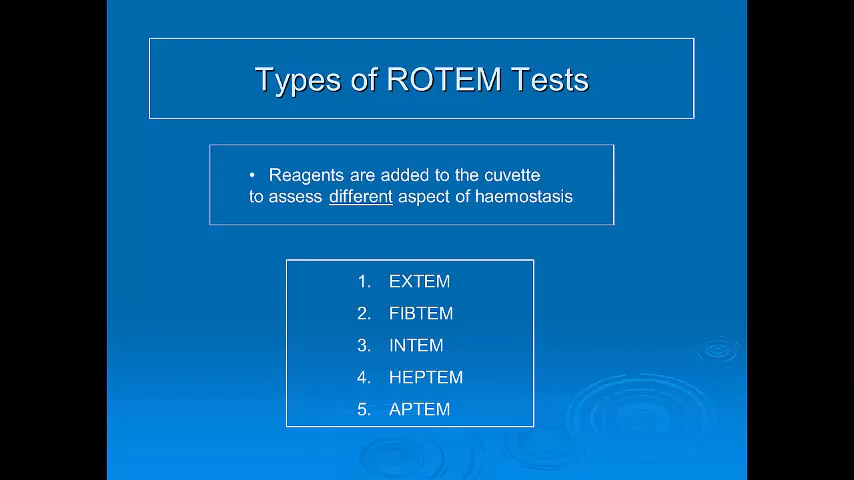 Types of ROTEM Tests
• Reagents are added to the cuvette
to assess different aspect of haemostasis
1. EXTEM
2. FIBTEM
3. INTEM
4. HEPTEM
5. APTEM